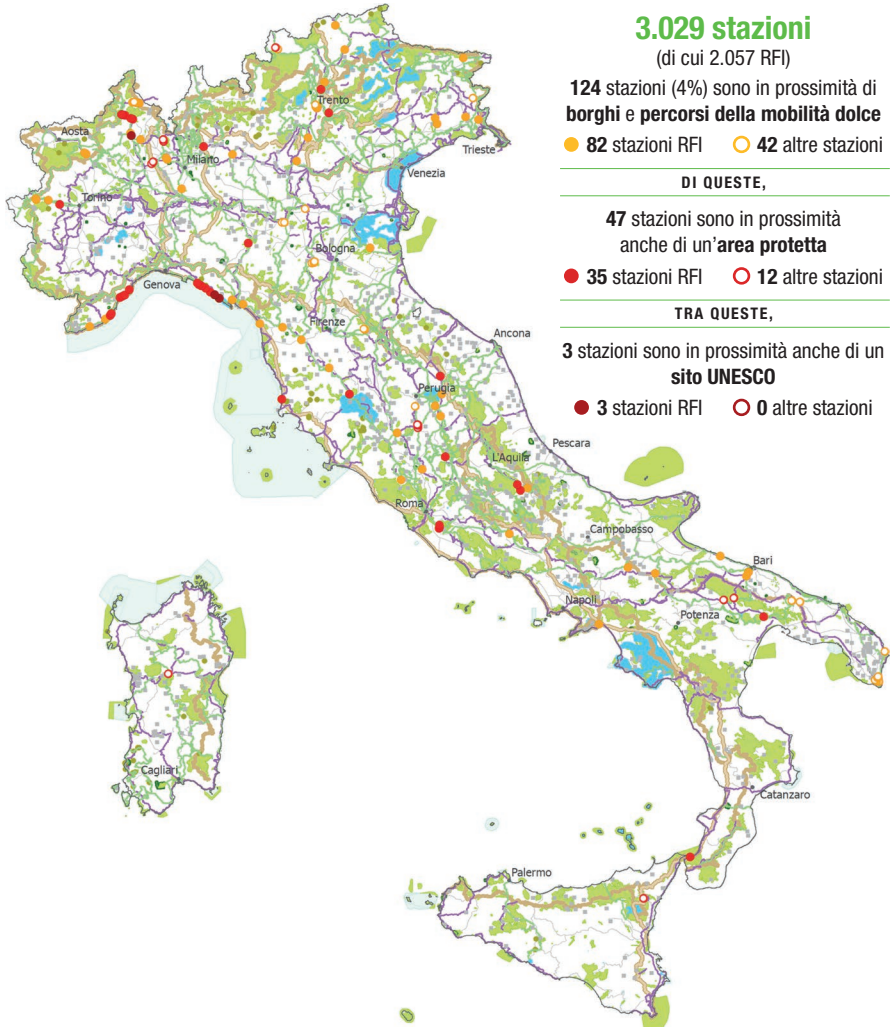 3.029 stazioni
(di cui 2.057 RFI)
124 stazioni (4%) sono in prossimità di
borghi e percorsi della mobilità dolce
82 stazioni RFI
42 altre stazioni
DI QUESTE,
47 stazioni sono in prossimità
anche di un'area protetta
35 stazioni RFI
12 altre stazioni
TRA QUESTE,
3 stazioni sono in prossimità anche di un
sito UNESCO
3 stazioni RFI
0 altre stazioni
Trento
Aosta
Trieste
Milano
Venezia
Torino
Bologna
Genova
Firenze
Ancona
Perugia
Pescara
L'Aquila
Roma
Campobasso
Bari
Napoli
Potenza
Cagliari
Catanzaro
Palermo